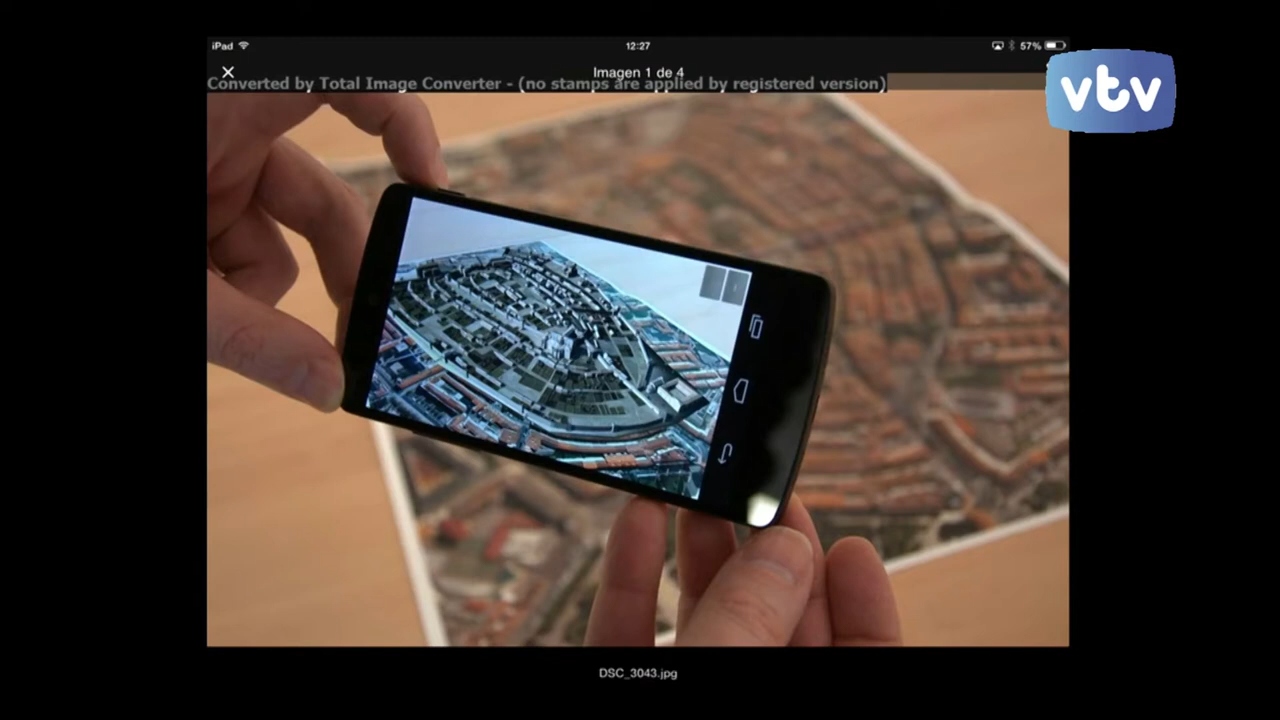 iPad 12:27 57%
Imagen 1 de 4
Converted by Total Image Converter - (no stamps are applied by registered version)
vtv
DSC_3043.jpg